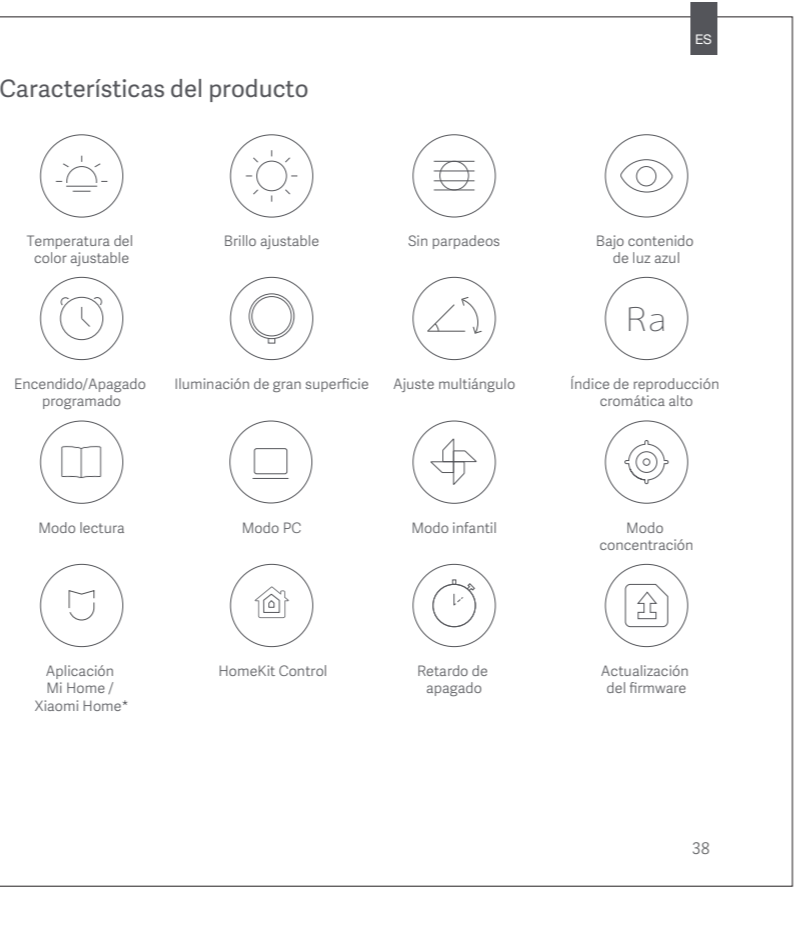 ES
Características del producto
Temperatura del
color ajustable
Brillo ajustable
Sin parpadeos
Bajo contenido
de luz azul
Encendido/Apagado
programado
Iluminación de gran superficie
Ajuste multiángulo
Ra
Índice de reproducción
cromática alto
Modo lectura
Modo PC
Modo infantil
Modo
concentración
Aplicación
Mi Home /
Xiaomi Home*
HomeKit Control
Retardo de
apagado
Actualización
del firmware
38